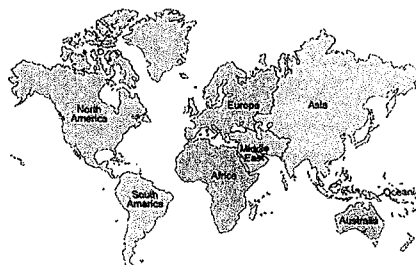 North
America
Europe
Asia
Middle
East
Africa
South
America
Oceania
Australia